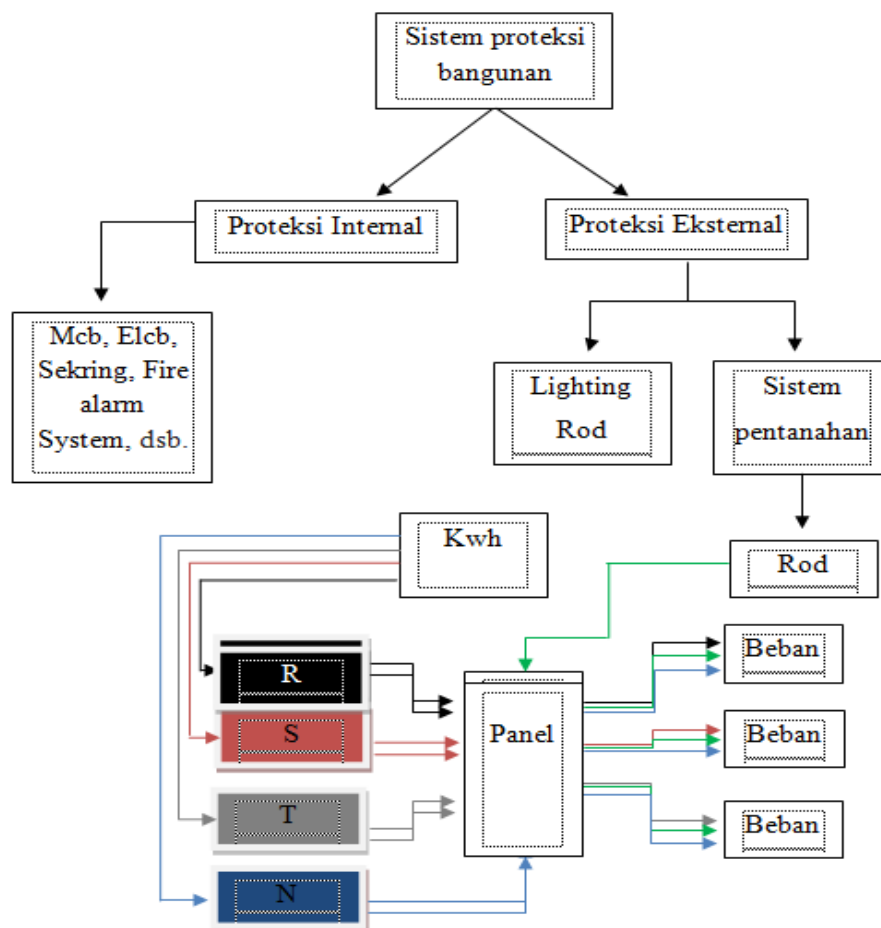 Sistem proteksi
bangunan
Proteksi Internal
Proteksi Eksternal
Mcb, Elcb,
Sekring, Fire
alarm
System, dsb.
Lighting
Rod
Sistem
pentanahan
Kwh
Rod
R
S
T
N
Panel
Beban
Beban
Beban